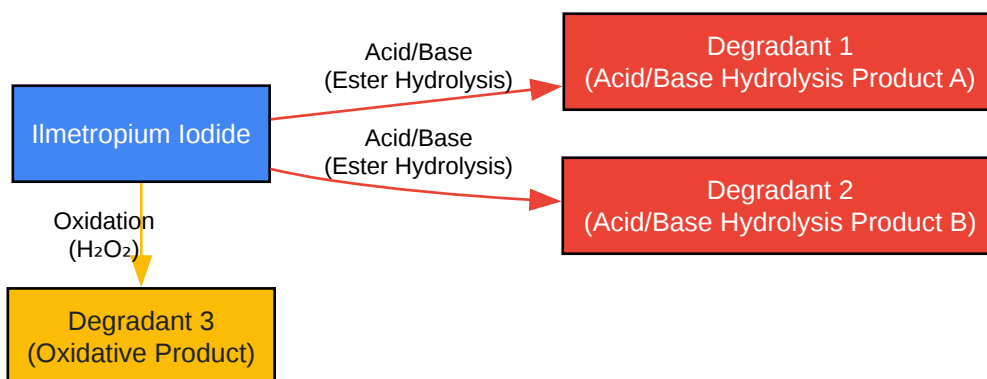 Acid/Base
(Ester Hydrolysis)
Degradant 1
(Acid/Base Hydrolysis Product A)
Ilmetropium Iodide
Acid/Base
(Ester Hydrolysis)
Degradant 2
(Acid/Base Hydrolysis Product B)
Oxidation
(H₂O₂)
Degradant 3
(Oxidative Product)